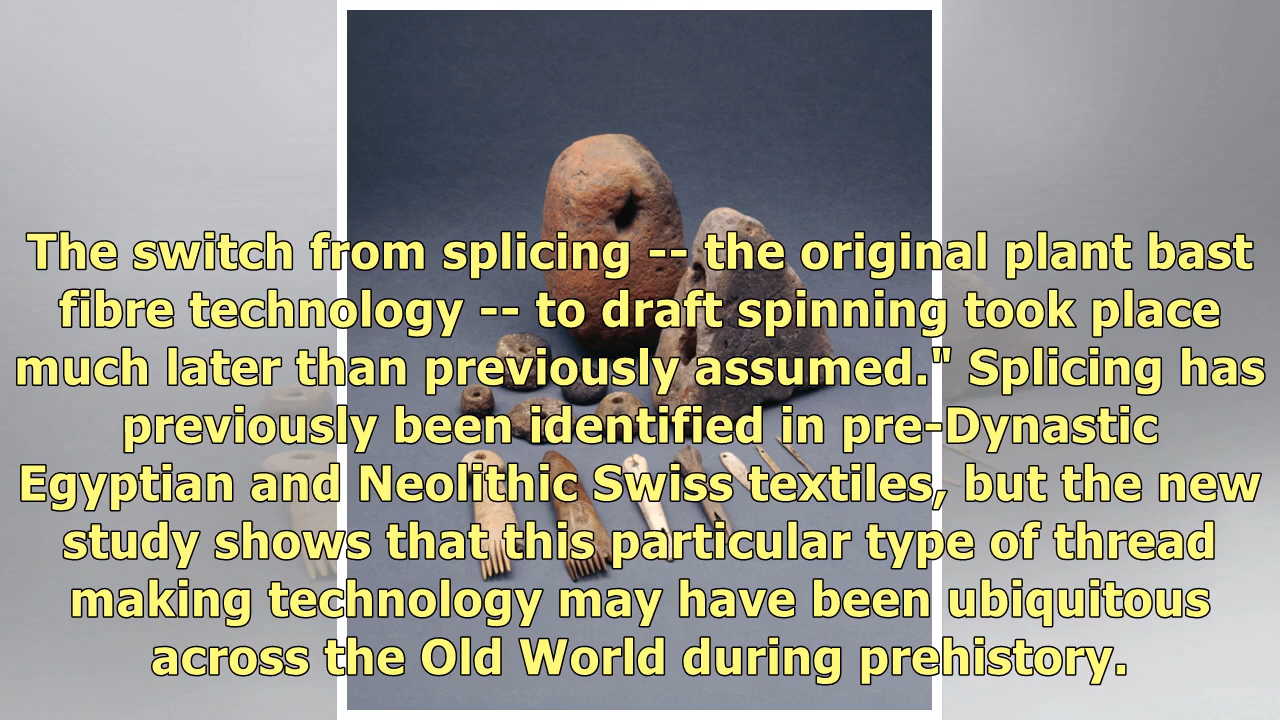 The switch from splicing -- the original plant bast
fibre technology -- to draft spinning took place
much later than previously assumed." Splicing has
previously been identified in pre-Dynastic
Egyptian and Neolithic Swiss textiles, but the new
study shows that this particular type of thread
making technology may have been ubiquitous
across the Old World during prehistory.